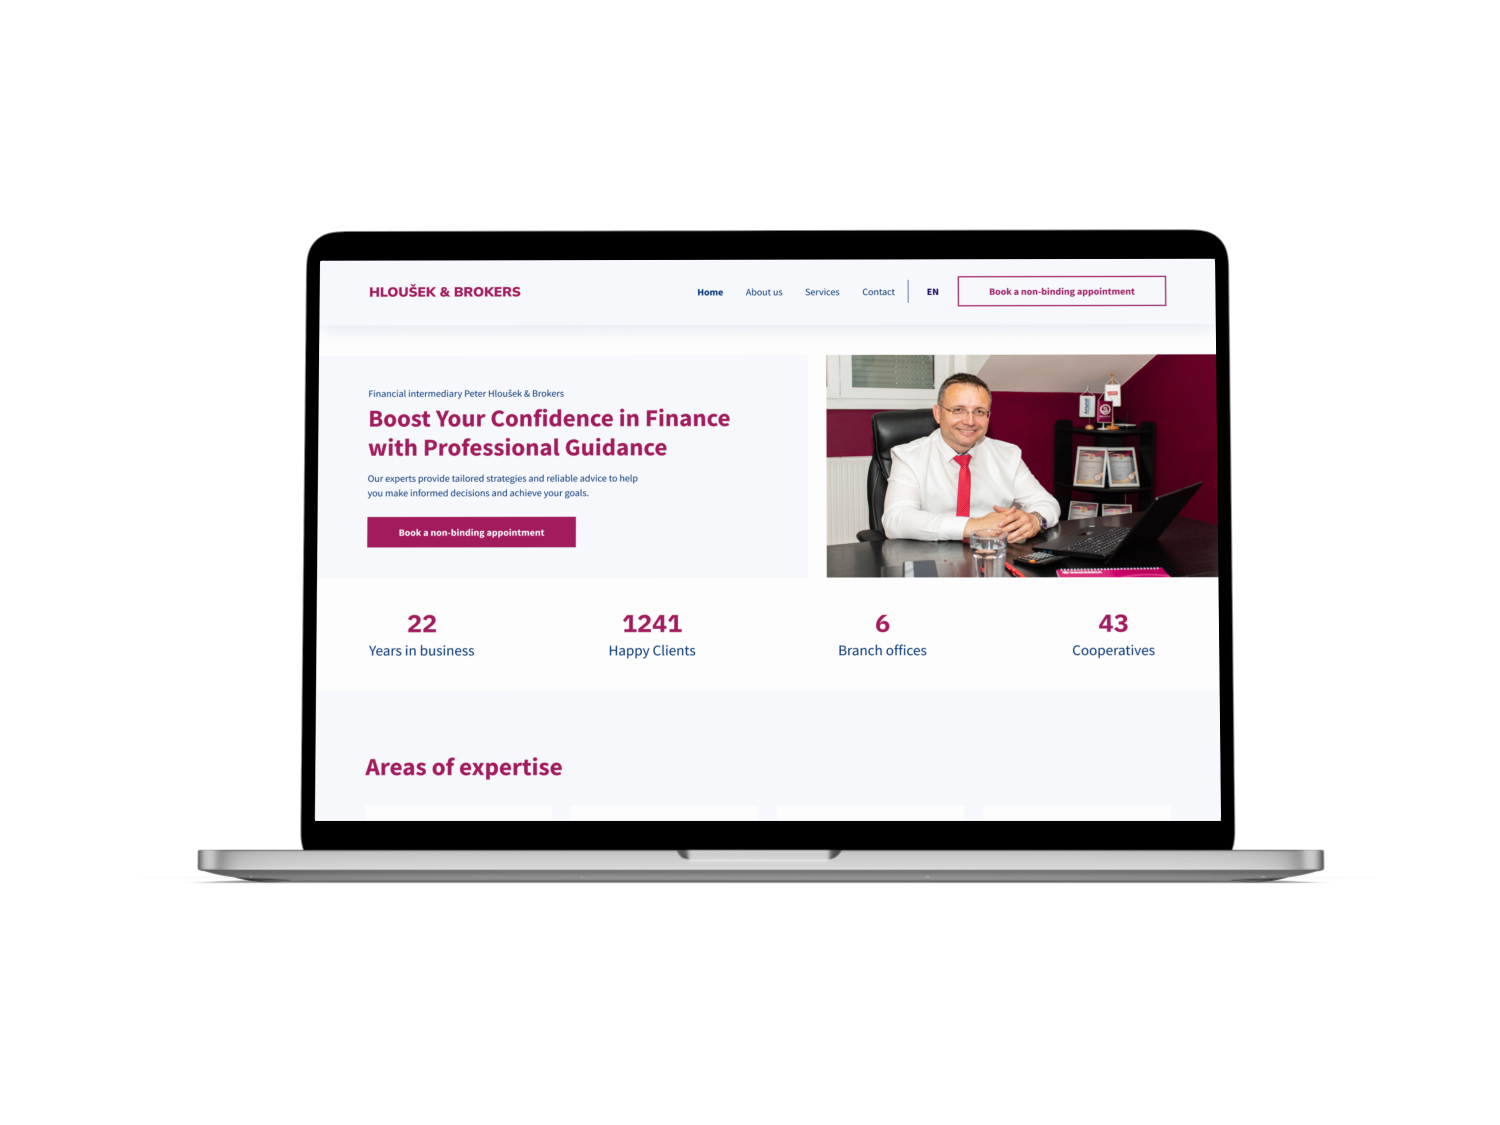 HLOUŠEK & BROKERS
Home
About us
Services
Contact
EN
Book a non-binding appointment
Financial intermediary Peter Hloušek & Brokers
Boost Your Confidence in Finance
with Professional Guidance
Our experts provide tailored strategies and reliable advice to help
you make informed decisions and achieve your goals.
Book a non-binding appointment
22
Years in business
1241
Happy Clients
6
Branch offices
43
Cooperatives
Areas of expertise